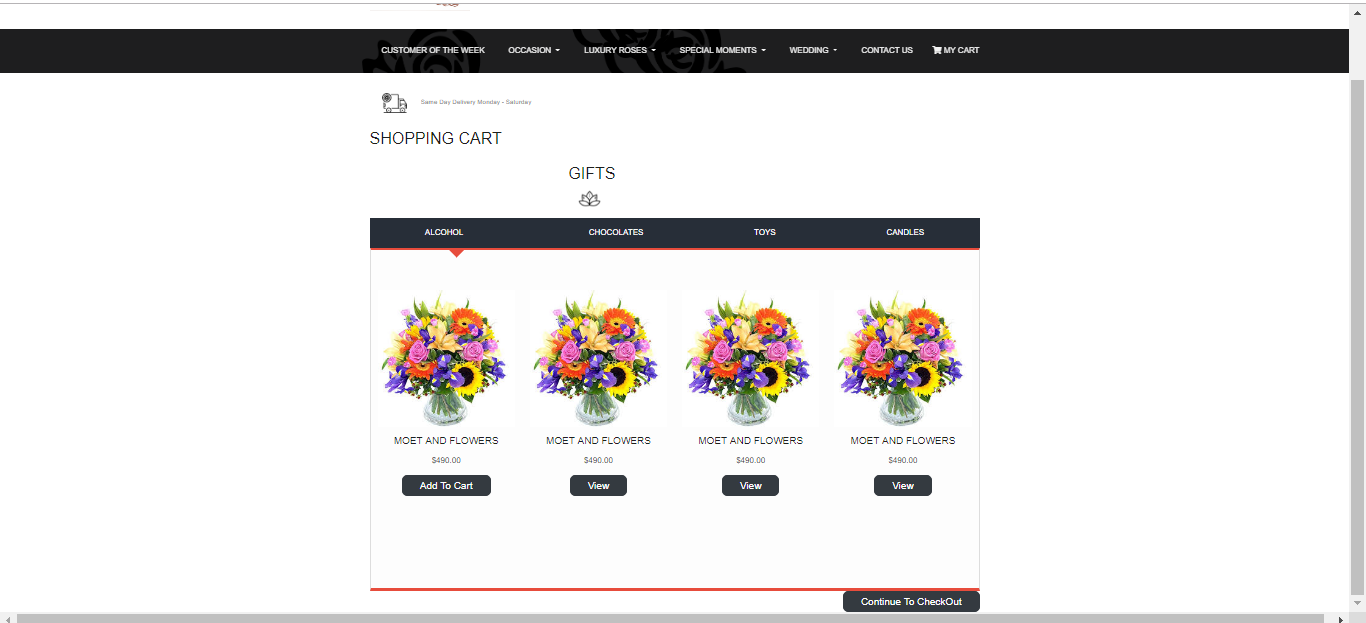 CUSTOMER OF THE WEEK OCCASION LUXURY ROSES SPECIAL MOMENTS WEDDING CONTACT US MY CART
Same Day Delivery Monday - Saturday
SHOPPING CART
GIFTS
ALCOHOL CHOCOLATES TOYS CANDLES
MOET AND FLOWERS MOET AND FLOWERS MOET AND FLOWERS MOET AND FLOWERS
$490.00 $490.00 $490.00 $490.00
Add To Cart View View View
Continue To CheckOut